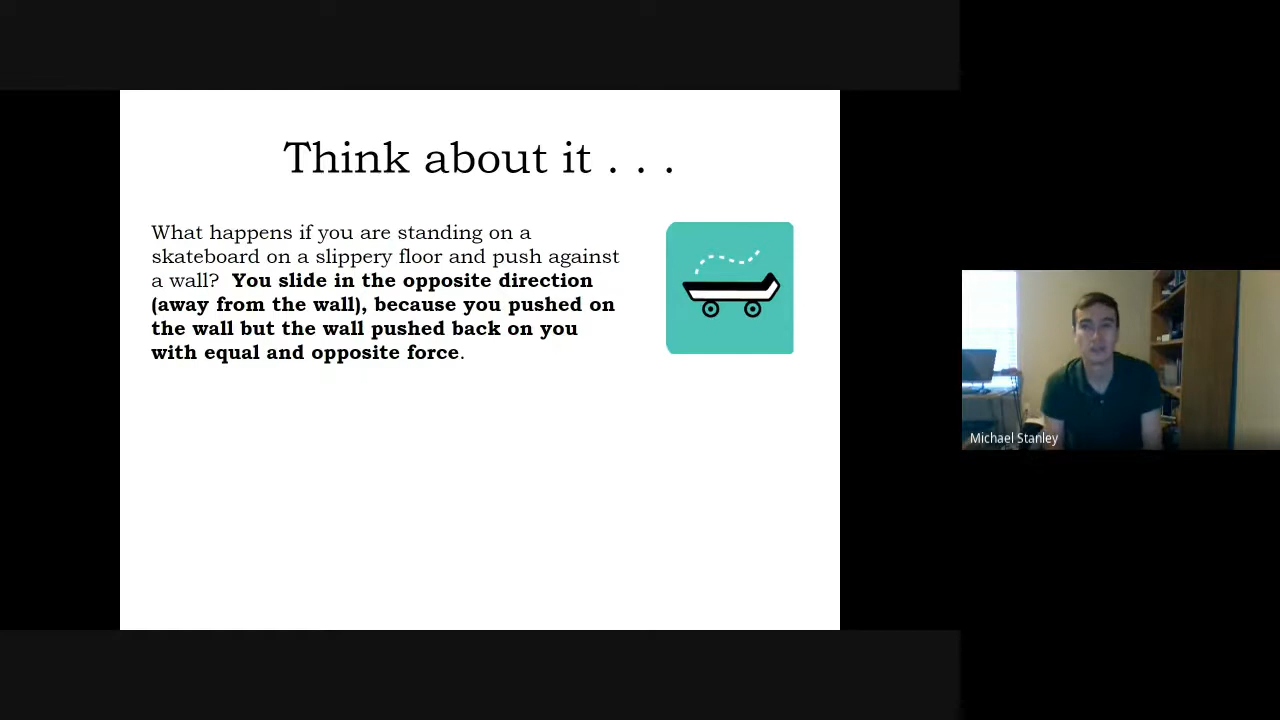 Think about it . . .
What happens if you are standing on a
skateboard on a slippery floor and push against
a wall?  You slide in the opposite direction
(away from the wall), because you pushed on
the wall but the wall pushed back on you
with equal and opposite force.
Michael Stanley